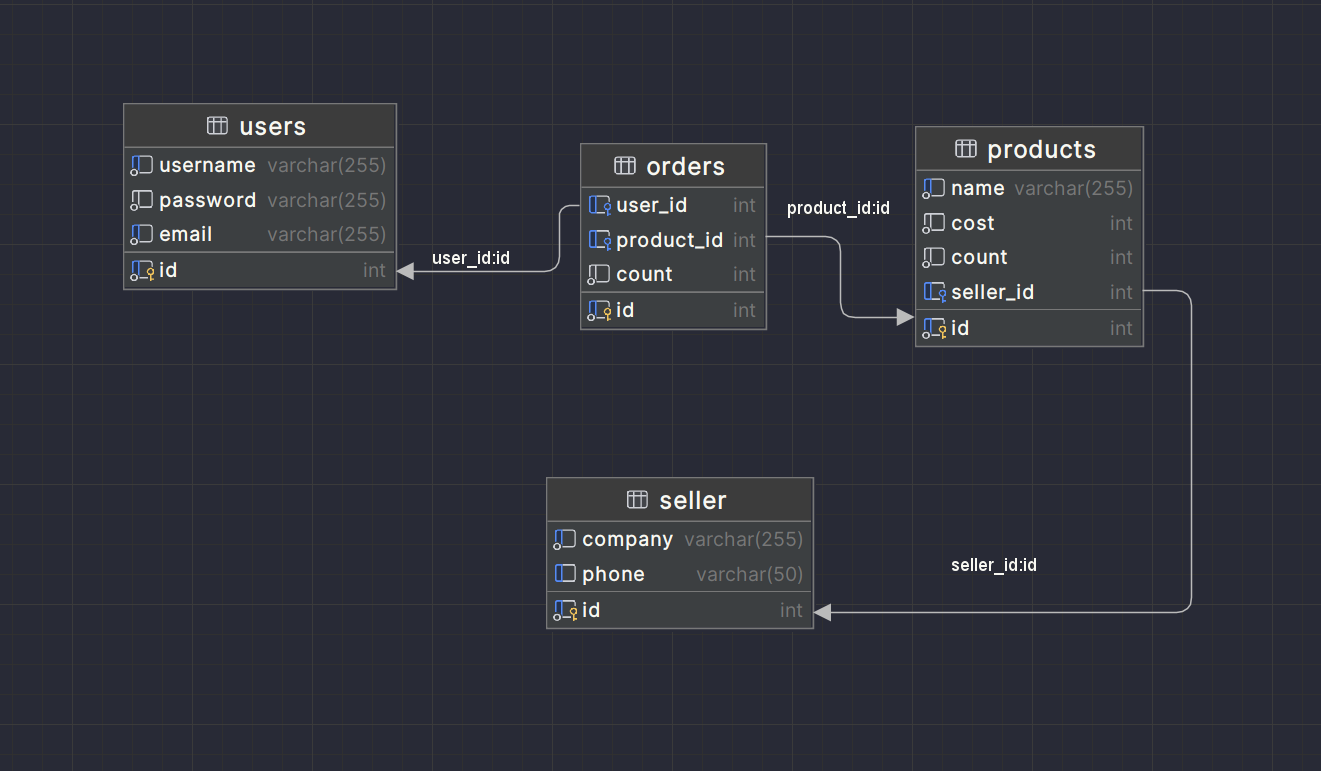 users
username varchar(255)
password varchar(255)
email varchar(255)
id int
user_id:id
orders
user_id int
product_id int
count int
id int
product_id:id
products
name varchar(255)
cost int
count int
seller_id int
id int
seller
company varchar(255)
phone varchar(50)
id int
seller_id:id